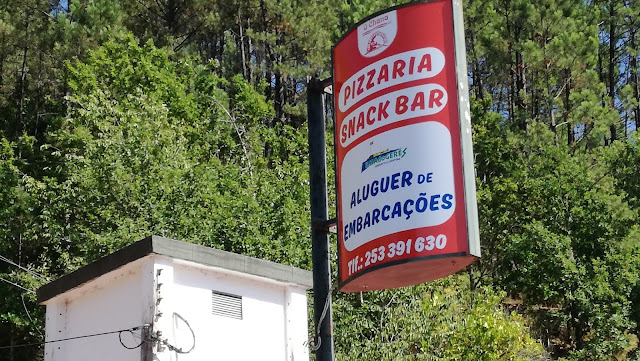 PIZZARIA
SNACK BAR
ALUGUER DE
EMBARCAÇÕES
Tlf.: 253 391 630